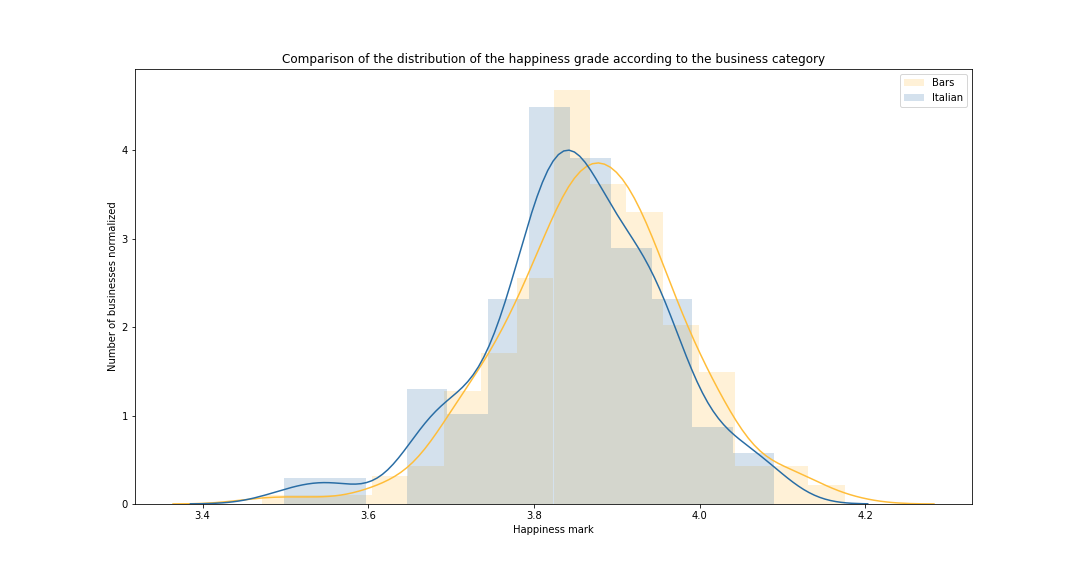 Comparison of the distribution of the happiness grade according to the business category
Bars
Italian
Number of businesses normalized
4
3
2
1
0
3.4
3.6
3.8
4.0
4.2
Happiness mark